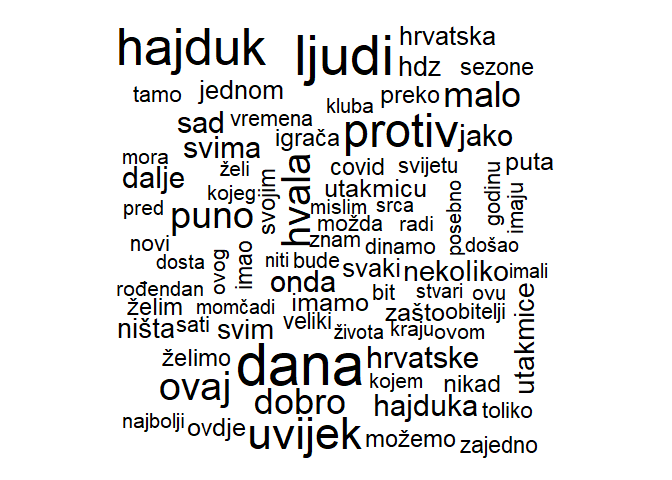 hajduk
ljudi
hrvatska
hdz
sezone
tamo
jednom
kluba
preko
malo
sad
vremena
igrača
protiv
jako
svima
mora
dalje
želi
kojeg
svojim
hvala
covid
svijetu
puta
utakmicu
posebno
godinu
imaju
pred
puno
mislim
srca
možda
radi
novi
znam
dinamo
došao
dosta
ovog
imao
niti
bude
svaki
nekoliko
imali
rođendan
onda
bit
stvari
ovu
želim
momčadi
imamo
zašto
obitelji
utakmice
ništa
sati
svim
veliki
života
kraju
ovom
želimo
dana
hrvatske
ovaj
kojem
nikad
dobro
hajduka
toliko
najbolji
ovdje
uvijek
možemo
zajedno